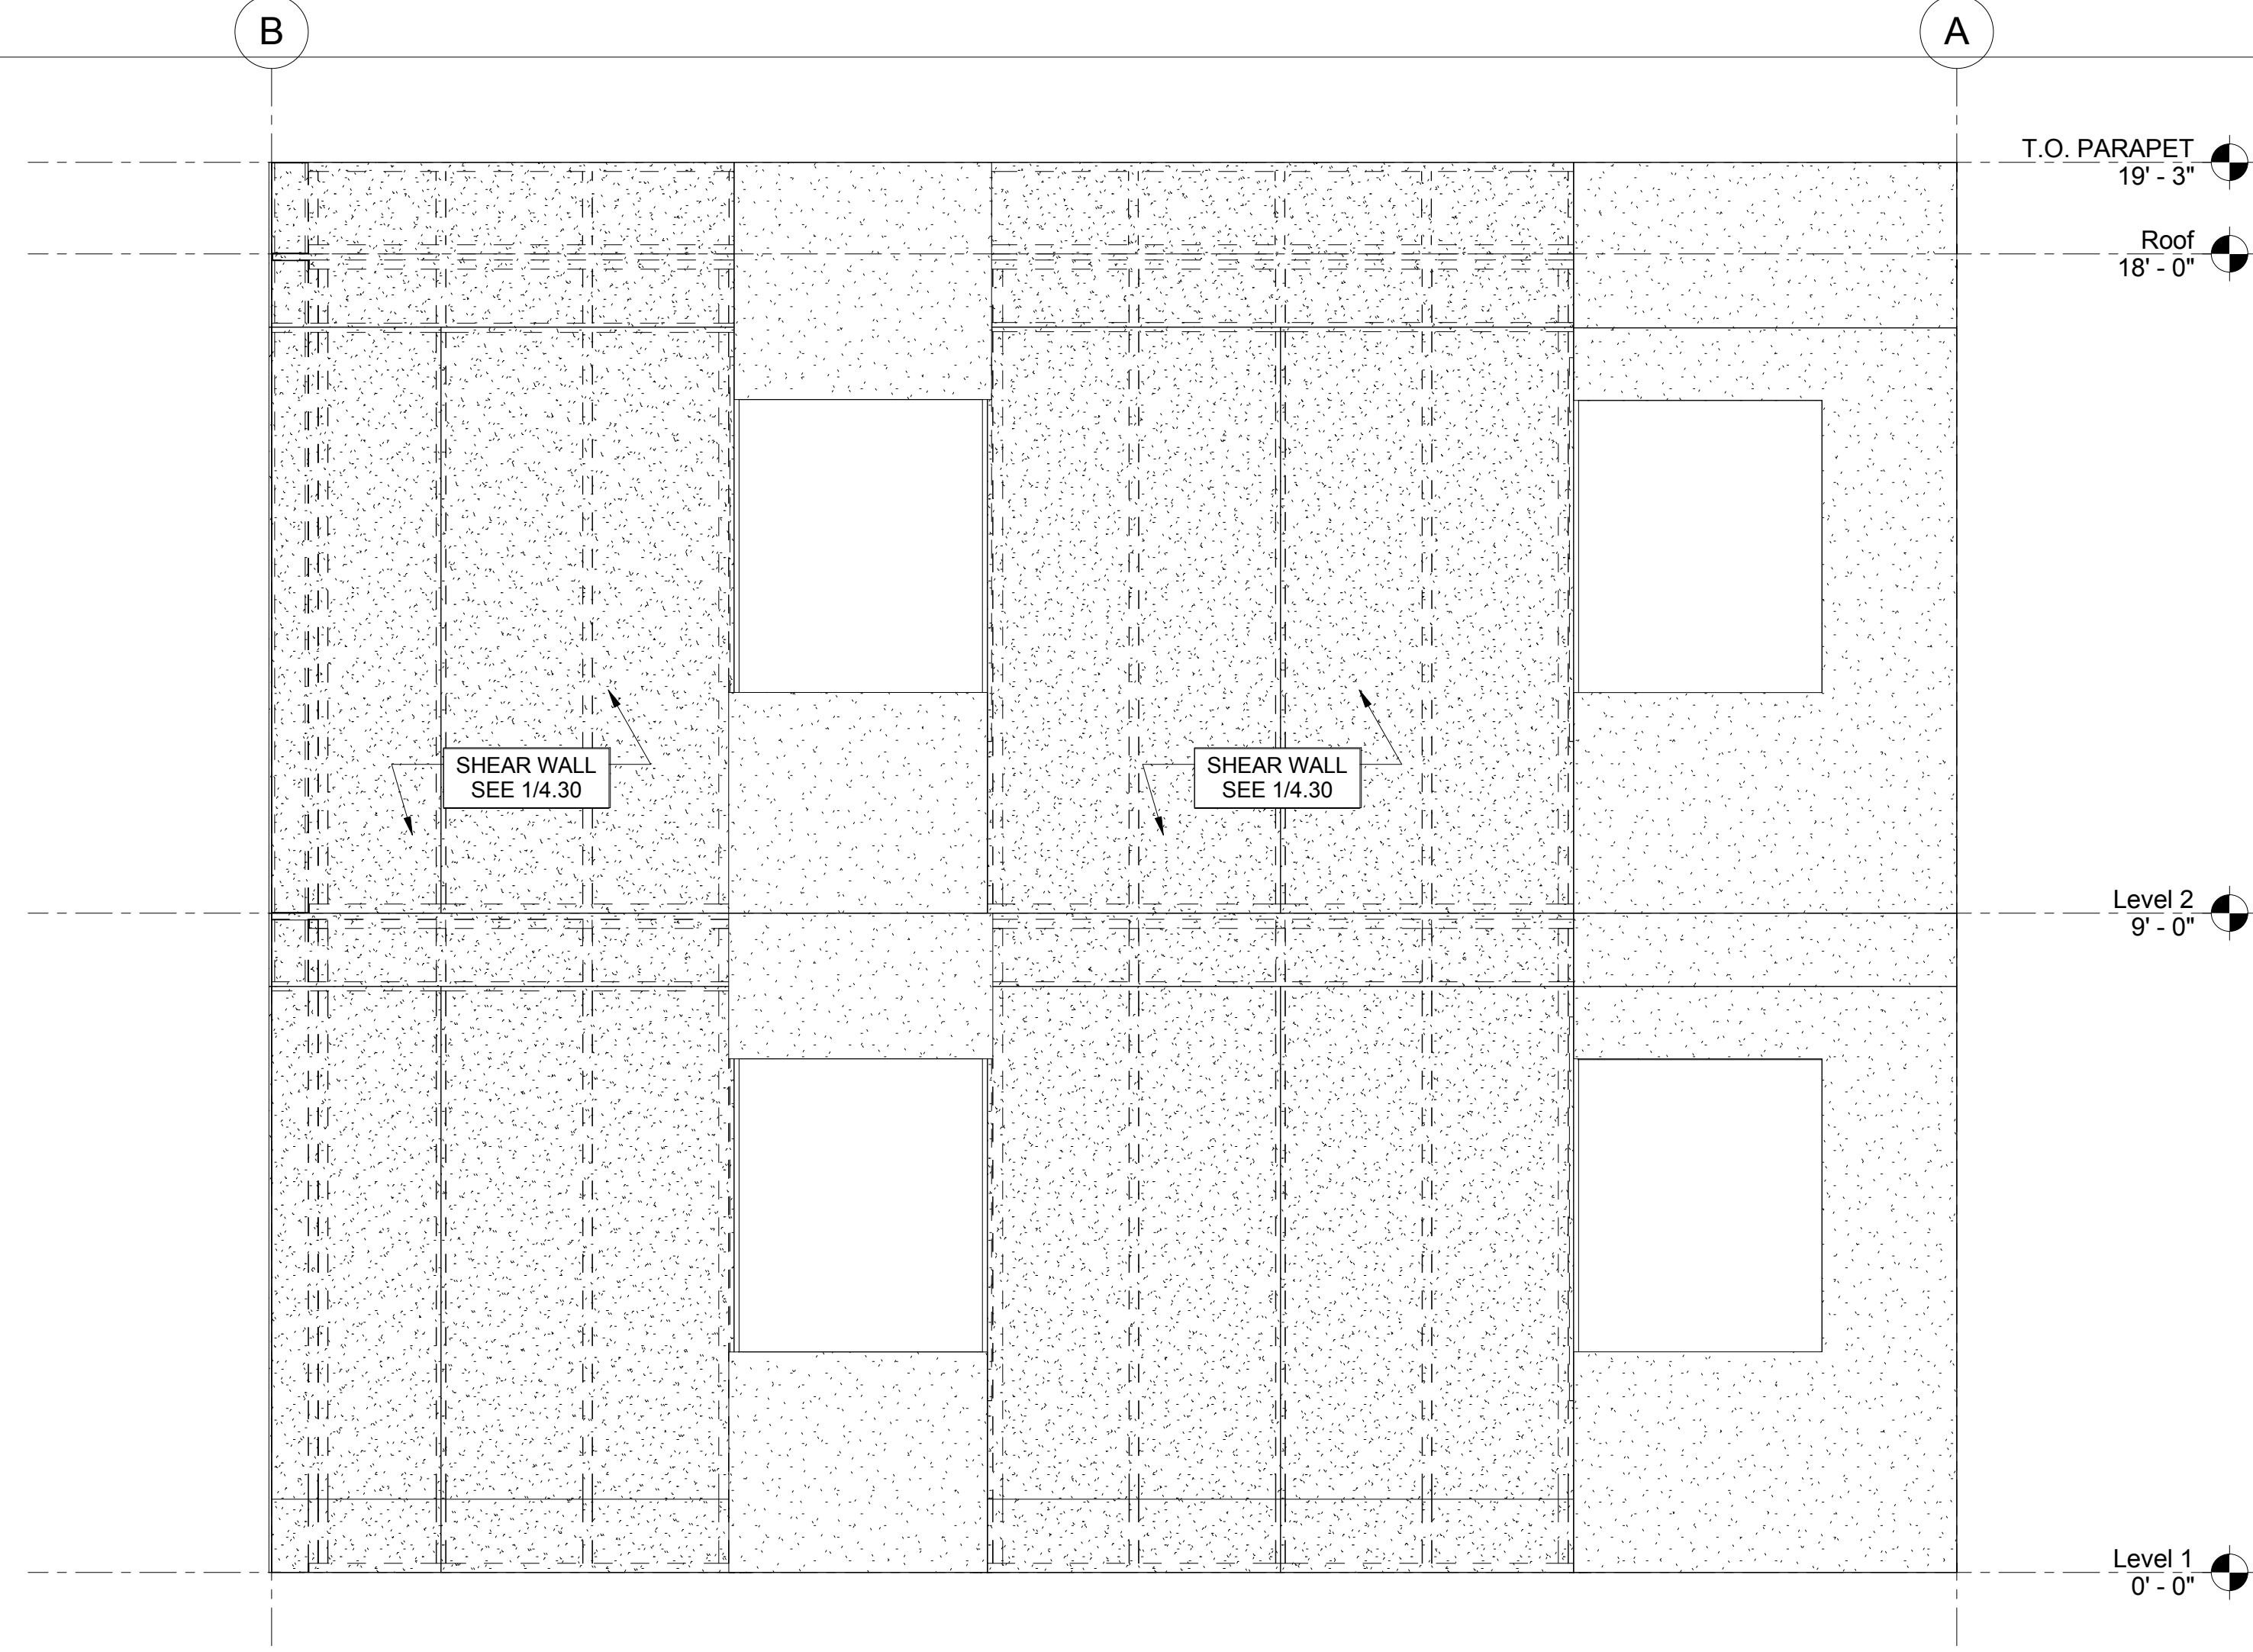 B
A
T.O. PARAPET
19' - 3"
Roof
18' - 0"
SHEAR WALL
SEE 1/4.30
SHEAR WALL
SEE 1/4.30
Level 2
9' - 0"
Level 1
0' - 0"